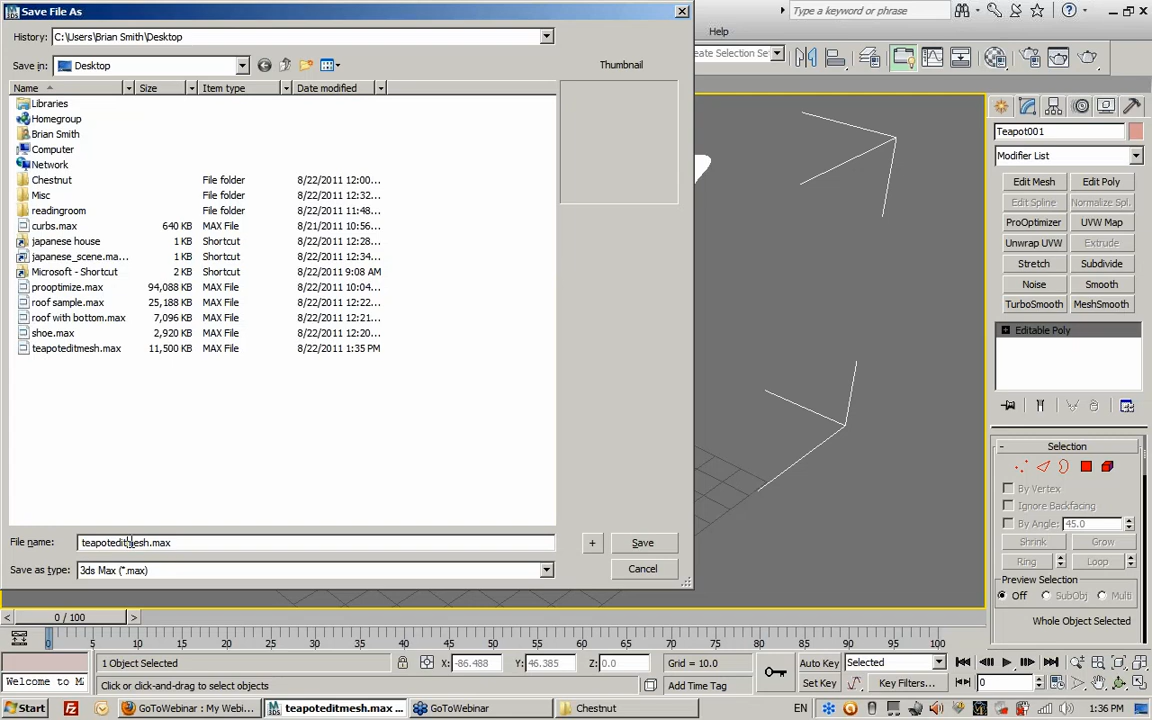 Save File As
Type a keyword or phrase
History: C:\Users\Brian Smith\Desktop
Help
Save in: Desktop
Thumbnail
Create Selection Se
Name Size Item type Date modified
Libraries
Homegroup
Brian Smith
Computer
Network
Chestnut File folder 8/22/2011 12:00...
Misc File folder 8/22/2011 12:32...
readingroom File folder 8/22/2011 11:48...
curbs.max 640 KB MAX File 8/21/2011 10:56...
japanese house 1 KB Shortcut 8/22/2011 12:28...
japanese_scene.ma... 1 KB Shortcut 8/22/2011 12:34...
Microsoft - Shortcut 2 KB Shortcut 8/22/2011 9:08 AM
prooptimize.max 94,088 KB MAX File 8/22/2011 10:04...
roof sample.max 25,188 KB MAX File 8/22/2011 12:22...
roof with bottom.max 7,096 KB MAX File 8/22/2011 12:21...
shoe.max 2,920 KB MAX File 8/22/2011 12:20...
teapoteditmesh.max 11,500 KB MAX File 8/22/2011 1:35 PM
File name: teapoteditmesh.max
+ Save
Save as type: 3ds Max (*.max)
Cancel
Teapot001
Modifier List
Edit Mesh Edit Poly
Edit Spline Normalize Spl.
ProOptimizer UVW Map
Unwrap UVW Extrude
Stretch Subdivide
Noise Smooth
TurboSmooth MeshSmooth
Editable Poly
- Selection
By Vertex
Ignore Backfacing
By Angle: 45.0
Shrink Grow
Ring Loop
Preview Selection
Off SubObj Multi
Whole Object Selected
< 0 / 100 >
0 5 10 15 20 25 30 35 40 45 50 55 60 65 70 75 80 85 90 95 100
1 Object Selected X: -86.488 Y: 46.385 Z: 0.0 Grid = 10.0 Auto Key Selected
Welcome to M Click or click-and-drag to select objects Add Time Tag Set Key Key Filters... 0
Start GoToWebinar : My Webi... teapoteditmesh.max ... GoToWebinar Chestnut EN 1:36 PM